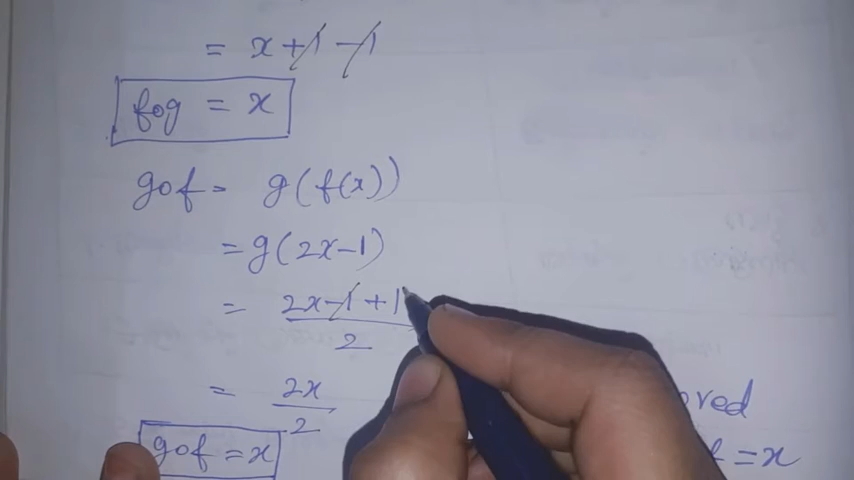 = x + 1 - 1
fog = x
gof = g(f(x))
= g(2x-1)
= 2x-1+1
2
= 2x
2
gof = x
= x